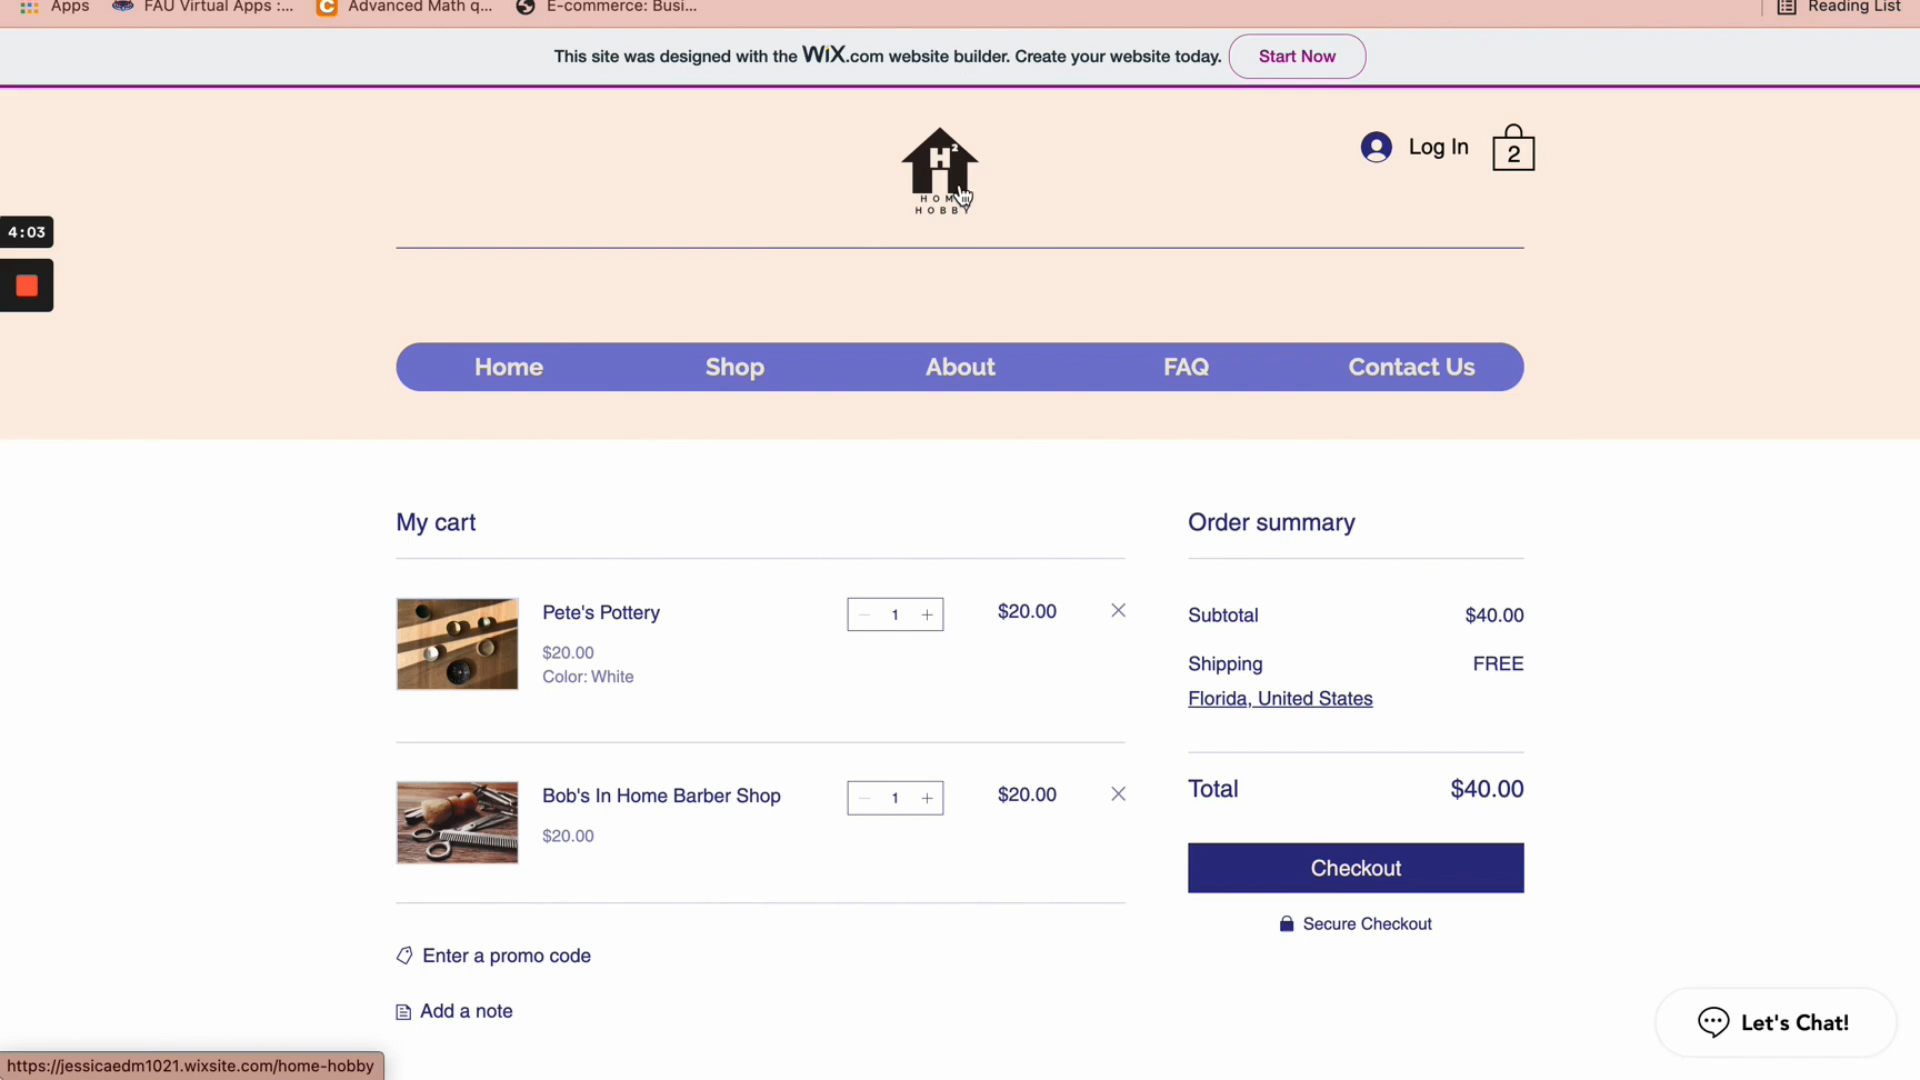 Apps
FAU Virtual Apps :...
Advanced Math q...
E-commerce: Busi...
Reading List
This site was designed with the WiX.com website builder. Create your website today.
Start Now
H2
HOME
HOBBY
Log In
2
4:03
Home
Shop
About
FAQ
Contact Us
My cart
Pete's Pottery
1
$20.00
$20.00
Color: White
Bob's In Home Barber Shop
1
$20.00
$20.00
Enter a promo code
Add a note
Order summary
Subtotal $40.00
Shipping FREE
Florida, United States
Total $40.00
Checkout
Secure Checkout
Let's Chat!
https://jessicaedm1021.wixsite.com/home-hobby